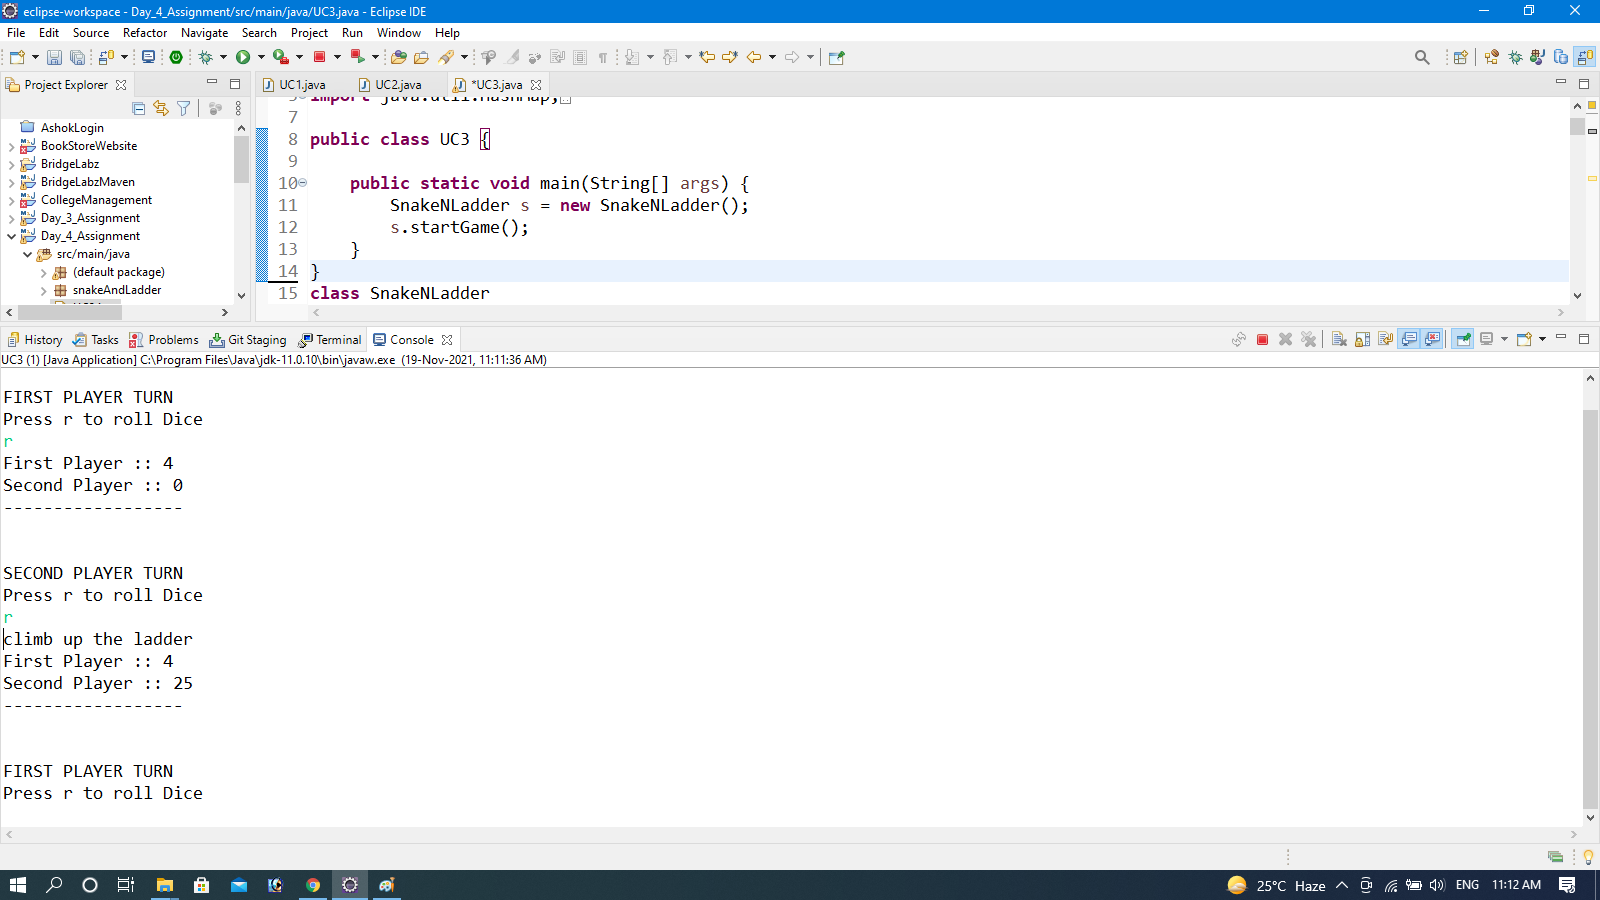 eclipse-workspace - Day_4_Assignment/src/main/java/UC3.java - Eclipse IDE
File Edit Source Refactor Navigate Search Project Run Window Help
Project Explorer
UC1.java UC2.java *UC3.java
AshokLogin
BookStoreWebsite
BridgeLabz
BridgeLabzMaven
CollegeManagement
Day_3_Assignment
Day_4_Assignment
src/main/java
(default package)
snakeAndLadder
import java.util.HashMap;
7
8 public class UC3 {
9
10 public static void main(String[] args) {
11 SnakeNLadder s = new SnakeNLadder();
12 s.startGame();
13 }
14 }
15 class SnakeNLadder
History Tasks Problems Git Staging Terminal Console
UC3 (1) [Java Application] C:\Program Files\Java\jdk-11.0.10\bin\javaw.exe (19-Nov-2021, 11:11:36 AM)
FIRST PLAYER TURN
Press r to roll Dice
r
First Player :: 4
Second Player :: 0
------------------
SECOND PLAYER TURN
Press r to roll Dice
r
climb up the ladder
First Player :: 4
Second Player :: 25
------------------
FIRST PLAYER TURN
Press r to roll Dice
25°C Haze ENG 11:12 AM